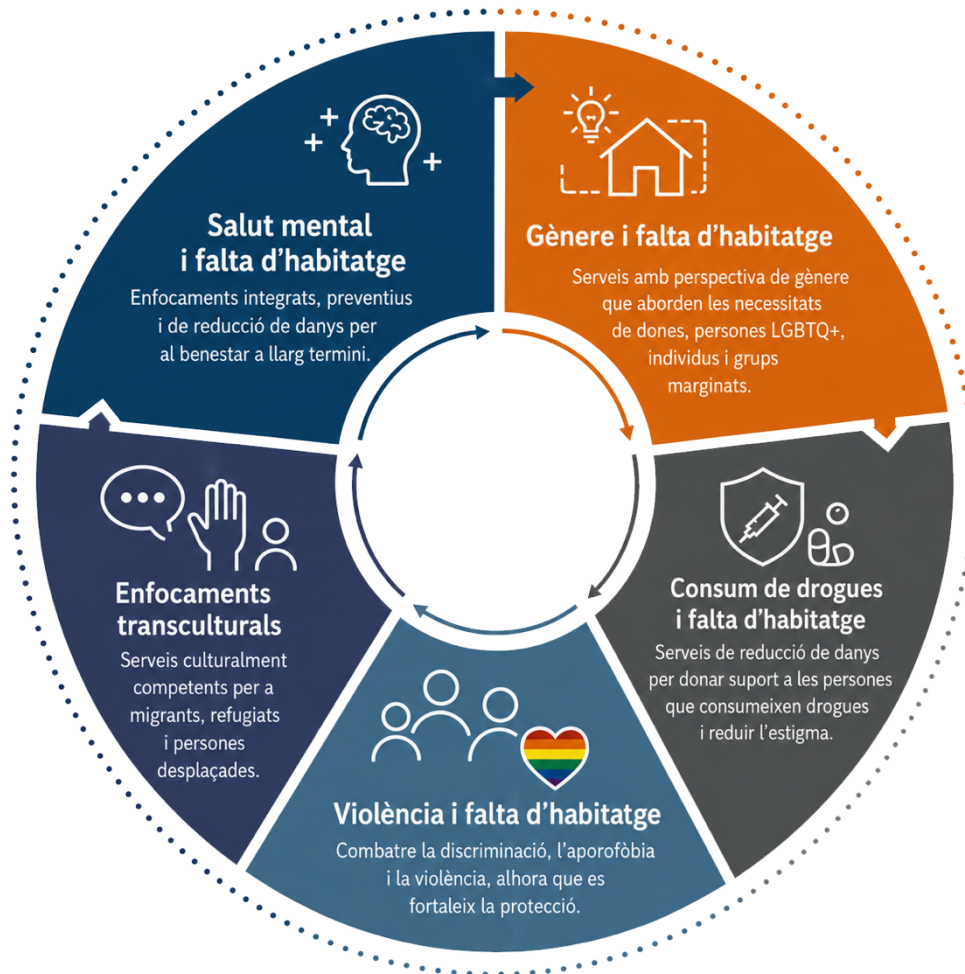 Salut mental
i falta d'habitatge
Enfocaments integrats, preventius
i de reducció de danys per
al benestar a llarg termini.
Gènere i falta d'habitatge
Serveis amb perspectiva de gènere
que aborden les necessitats
de dones, persones LGBTQ+,
individus i grups
marginats.
Consum de drogues
i falta d'habitatge
Serveis de reducció de danys
per donar suport a les persones
que consumeixen drogues
i reduir l'estigma.
Violència i falta d'habitatge
Combatre la discriminació, l'aporofòbia
i la violència, alhora que es
fortaleix la protecció.
Enfocaments
transculturals
Serveis culturalment
competents per a
migrants, refugiats
i persones
desplaçades.